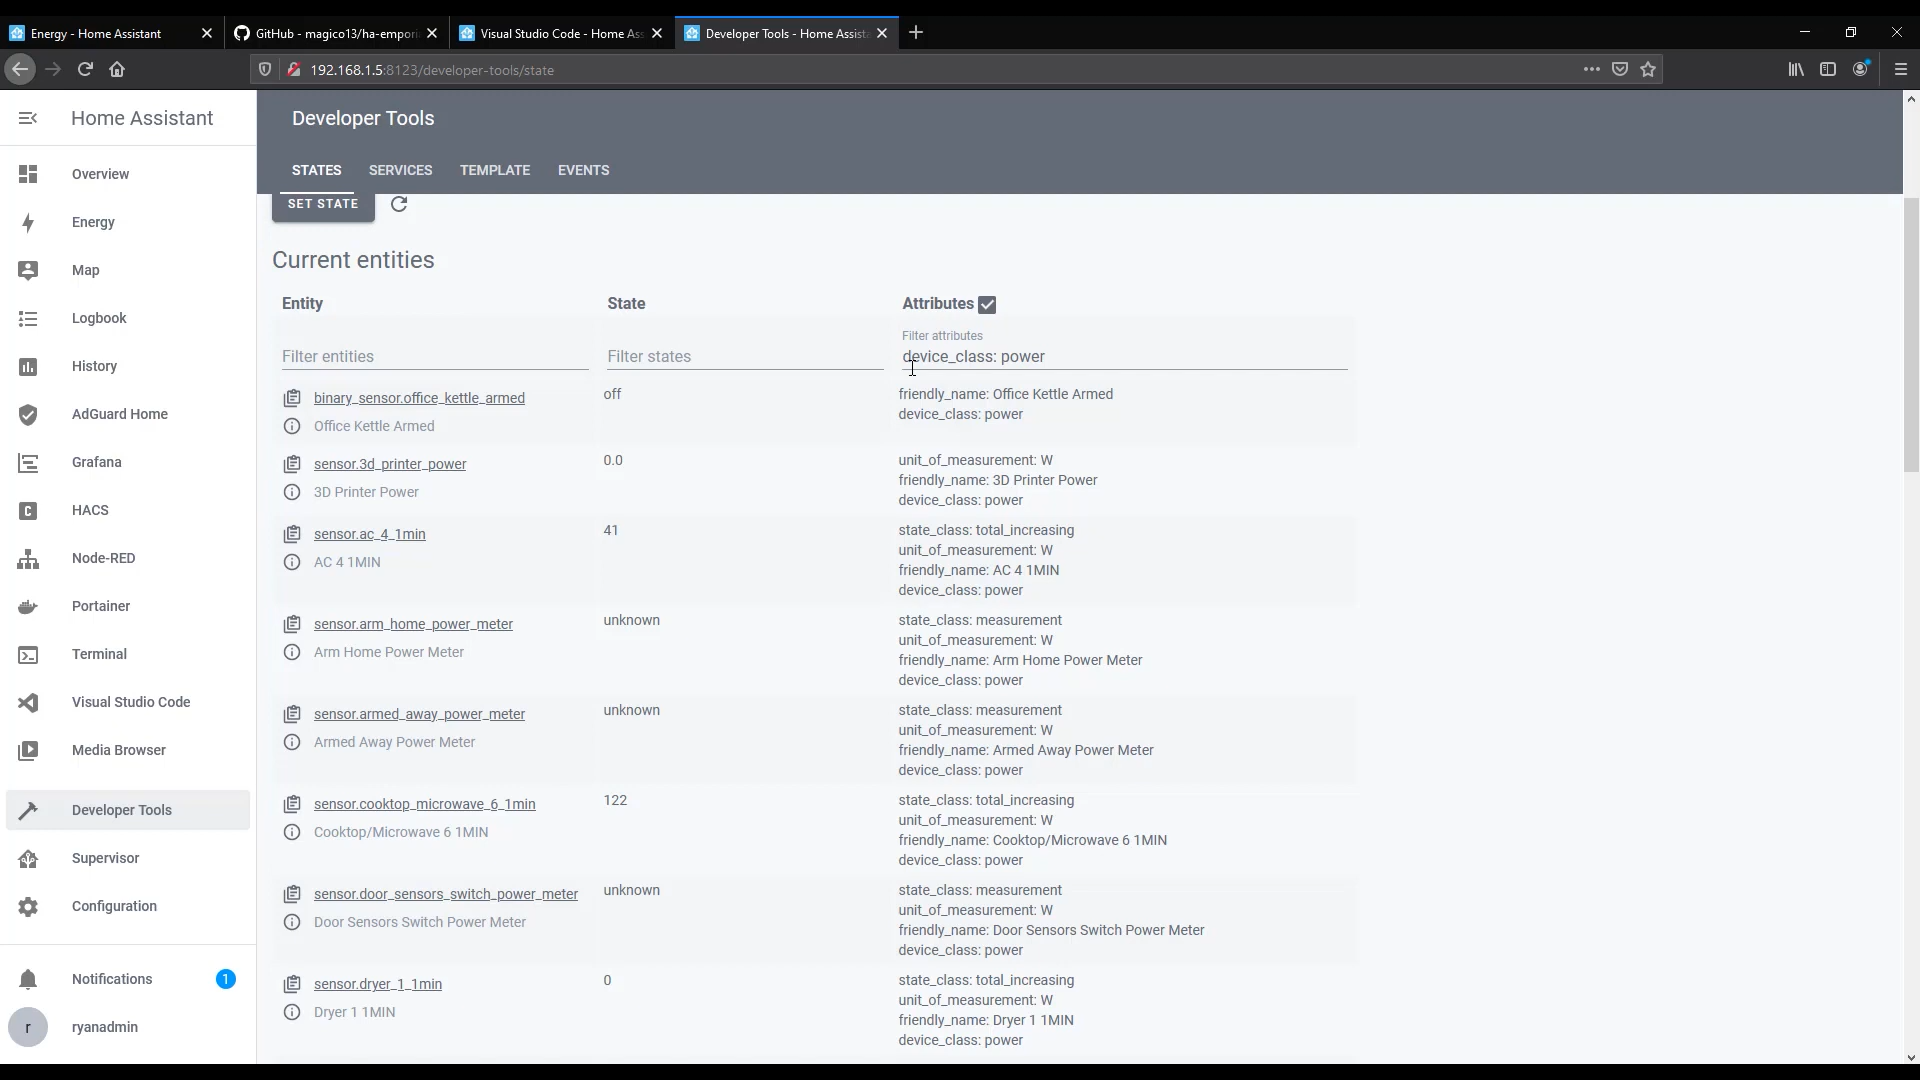 Energy - Home Assistant
GitHub - magico13/ha-empori
Visual Studio Code - Home As
Developer Tools - Home Assista
192.168.1.5:8123/developer-tools/state
Home Assistant
Overview
Energy
Map
Logbook
History
AdGuard Home
Grafana
HACS
Node-RED
Portainer
Terminal
Visual Studio Code
Media Browser
Developer Tools
Supervisor
Configuration
Notifications 1
r ryanadmin
Developer Tools
STATES SERVICES TEMPLATE EVENTS
SET STATE
Current entities
Entity State Attributes
Filter attributes
Filter entities Filter states device_class: power
binary_sensor.office_kettle_armed off friendly_name: Office Kettle Armed
device_class: power
Office Kettle Armed
sensor.3d_printer_power 0.0 unit_of_measurement: W
friendly_name: 3D Printer Power
3D Printer Power device_class: power
sensor.ac_4_1min 41 state_class: total_increasing
unit_of_measurement: W
AC 4 1MIN friendly_name: AC 4 1MIN
device_class: power
sensor.arm_home_power_meter unknown state_class: measurement
unit_of_measurement: W
Arm Home Power Meter friendly_name: Arm Home Power Meter
device_class: power
sensor.armed_away_power_meter unknown state_class: measurement
unit_of_measurement: W
Armed Away Power Meter friendly_name: Armed Away Power Meter
device_class: power
sensor.cooktop_microwave_6_1min 122 state_class: total_increasing
unit_of_measurement: W
Cooktop/Microwave 6 1MIN friendly_name: Cooktop/Microwave 6 1MIN
device_class: power
sensor.door_sensors_switch_power_meter unknown state_class: measurement
unit_of_measurement: W
Door Sensors Switch Power Meter friendly_name: Door Sensors Switch Power Meter
device_class: power
sensor.dryer_1_1min 0 state_class: total_increasing
unit_of_measurement: W
Dryer 1 1MIN friendly_name: Dryer 1 1MIN
device_class: power